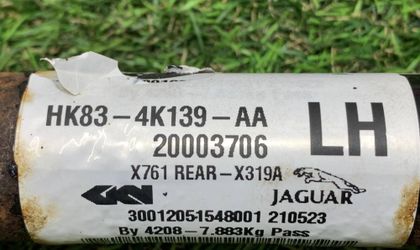 HK83-4K139-AA LH
20003706
X761 REAR-X319A
GKN JAGUAR
30012051548001 210523
By 4208-7.883Kg Pass